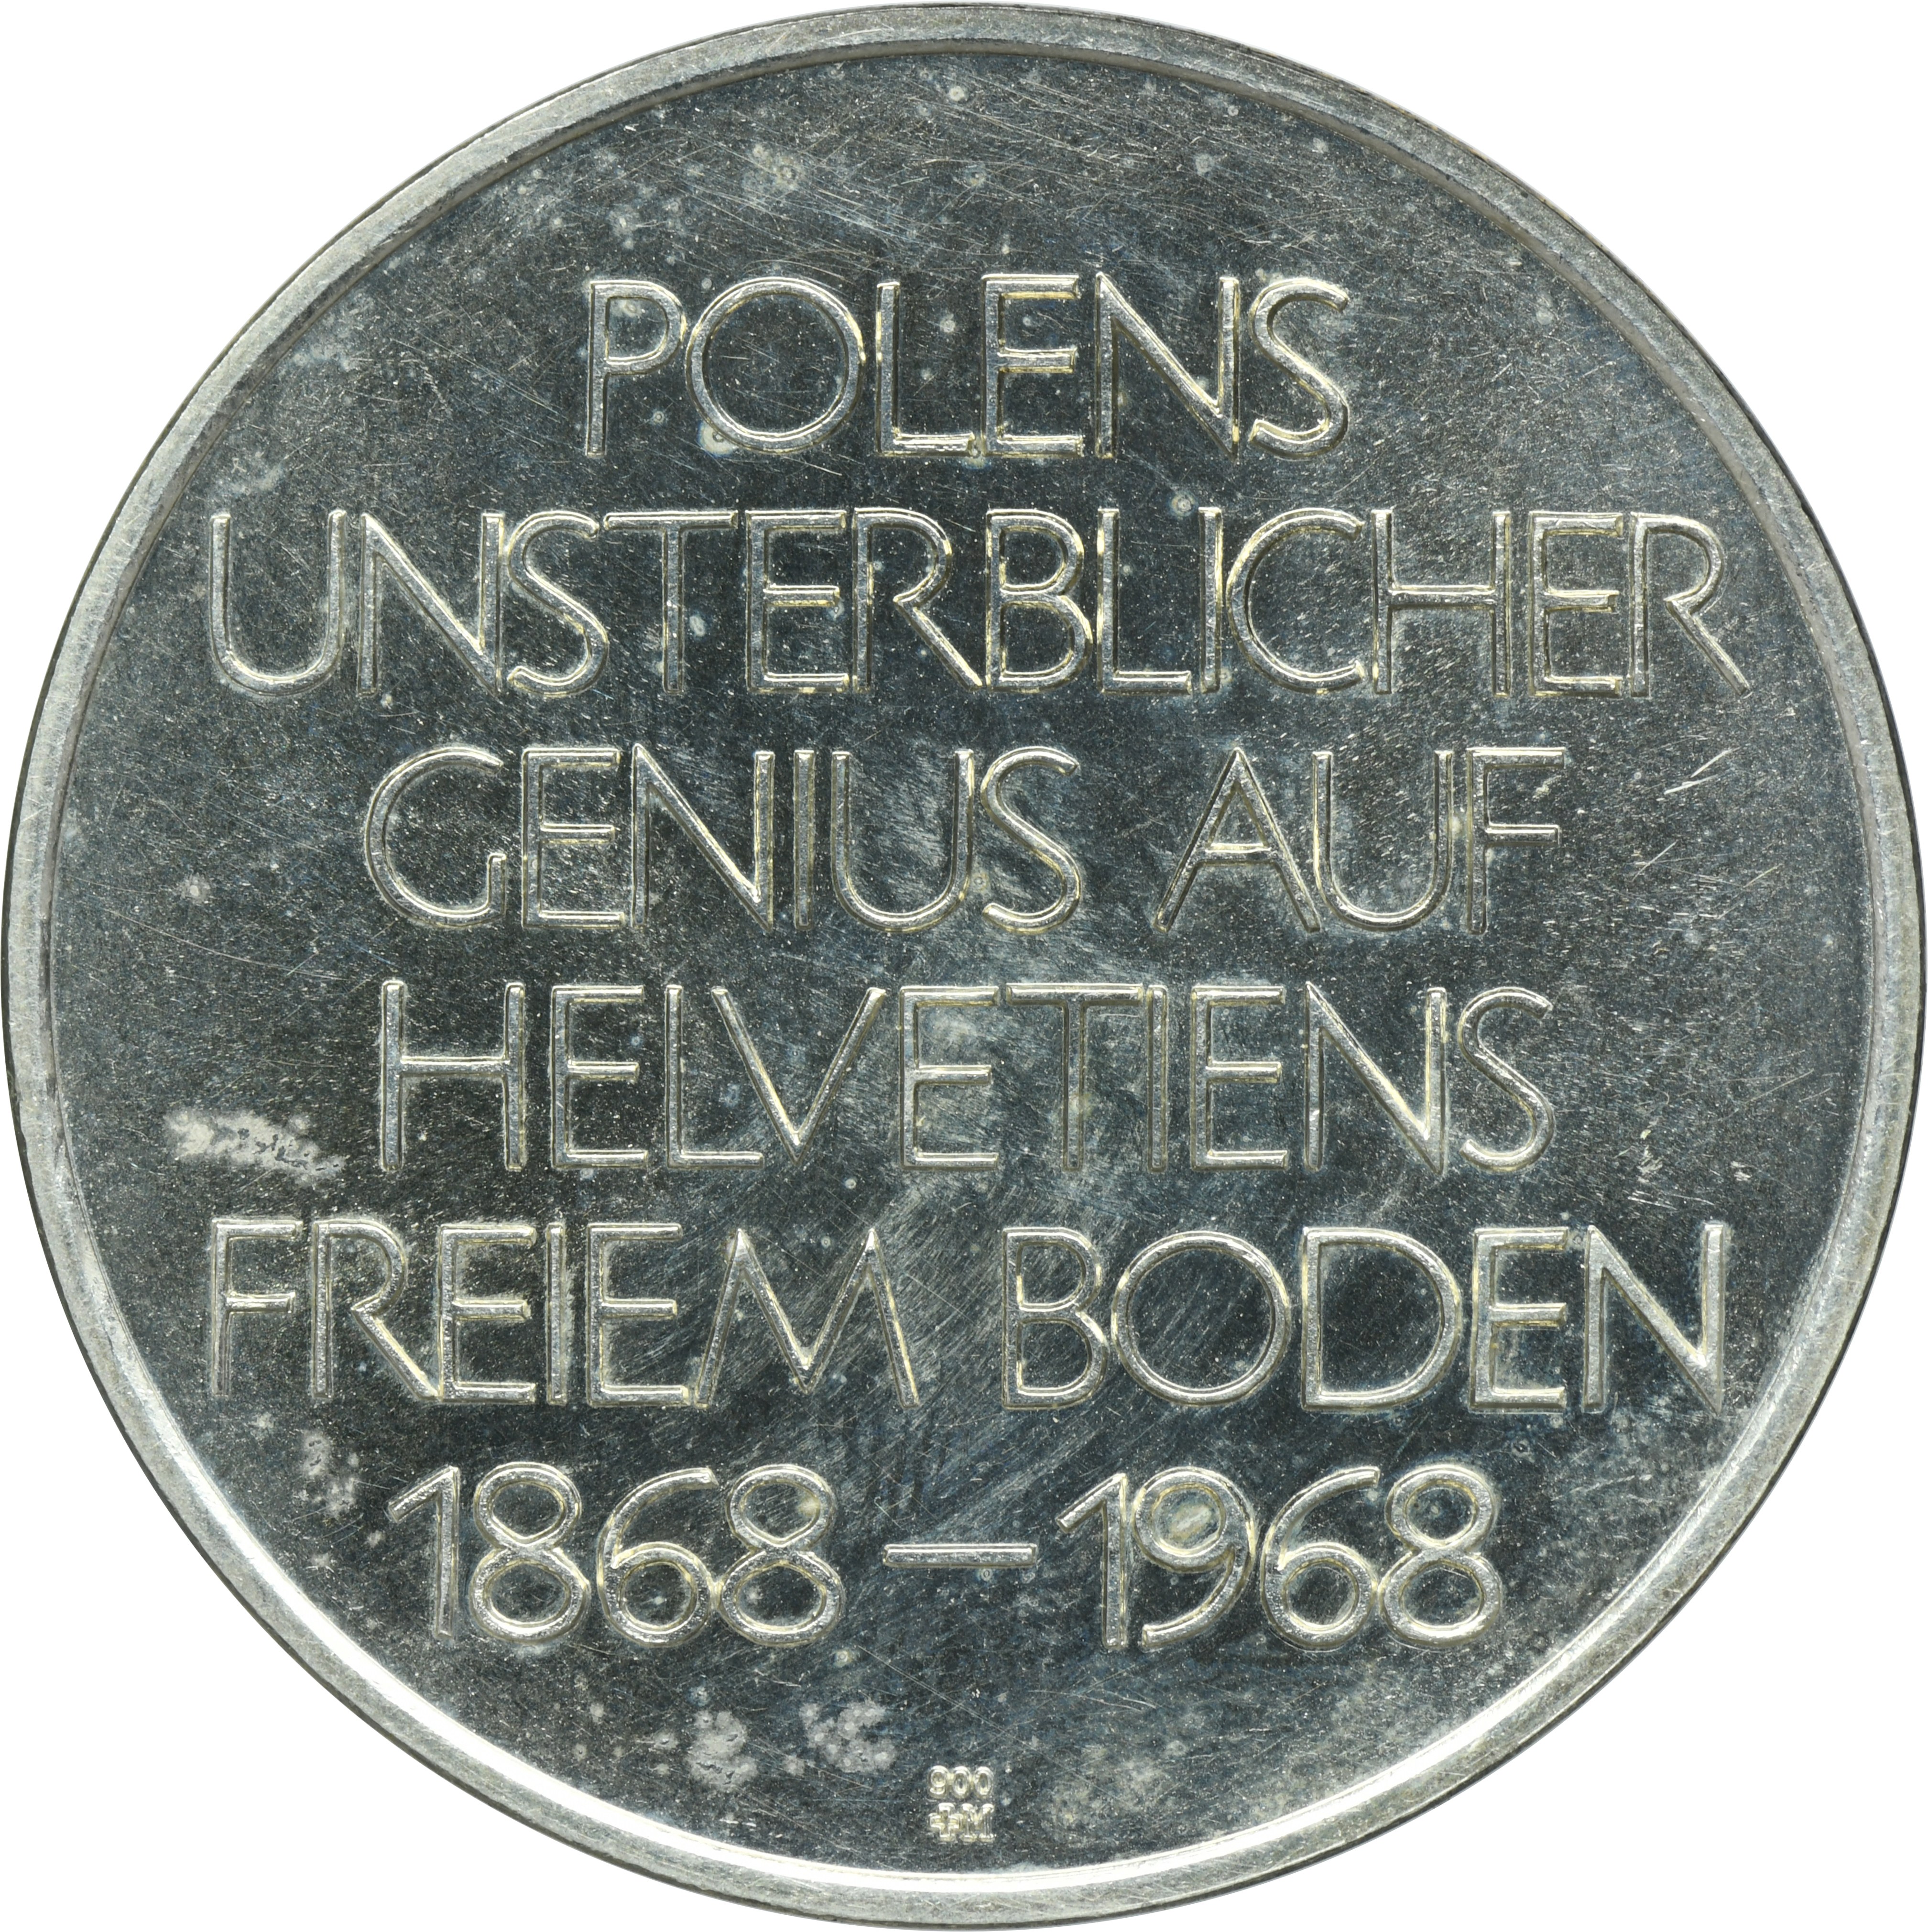 POLENS
UNSTERBLICHER
GENIUS AUF
HELVETIENS
FREIEM BODEN
1868 – 1968
900